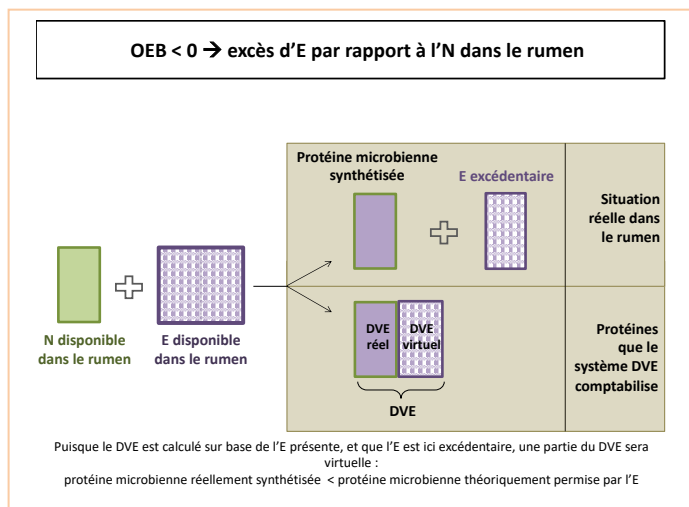 OEB < 0 → excès d’E par rapport à l’N dans le rumen
Protéine microbienne
synthétisée
E excédentaire
Situation
réelle dans
le rumen
N disponible
dans le rumen
E disponible
dans le rumen
DVE
réel
DVE
virtuel
DVE
Protéines
que le
système DVE
comptabilise
Puisque le DVE est calculé sur base de l’E présente, et que l’E est ici excédentaire, une partie du DVE sera
virtuelle :
protéine microbienne réellement synthétisée < protéine microbienne théoriquement permise par l’E